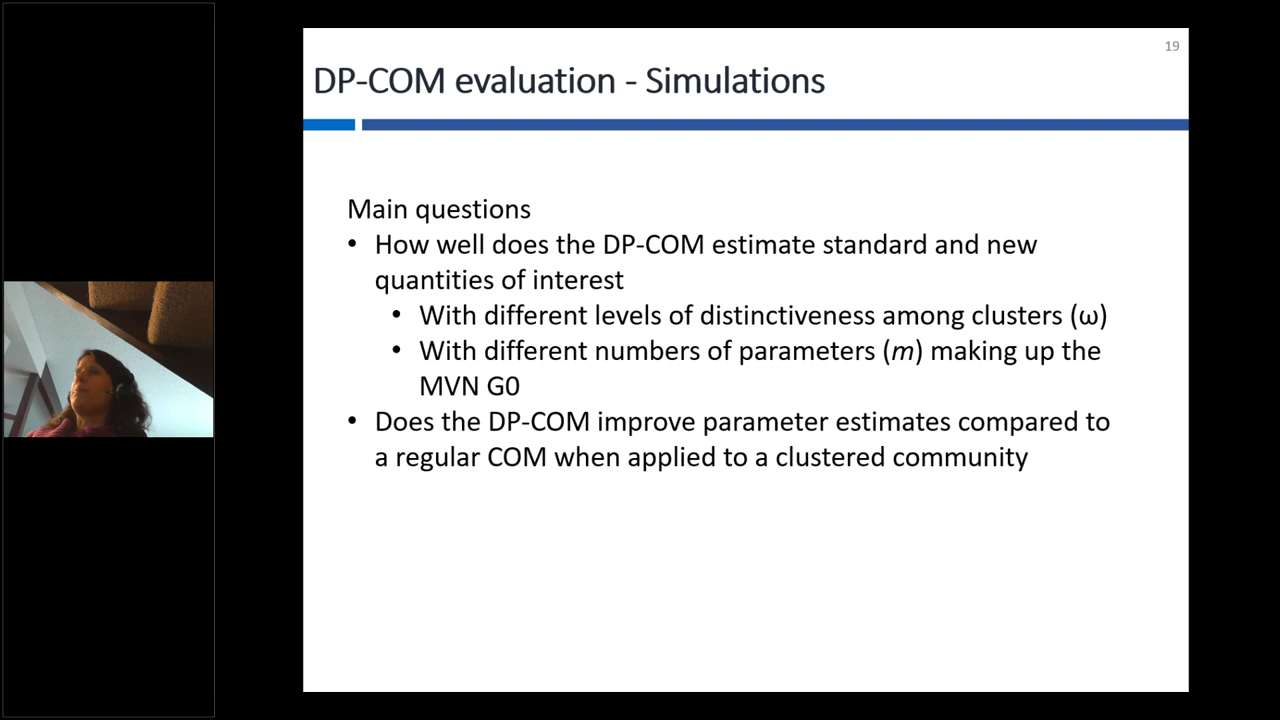 19
DP-COM evaluation - Simulations
Main questions
• How well does the DP-COM estimate standard and new
quantities of interest
• With different levels of distinctiveness among clusters (ω)
• With different numbers of parameters (m) making up the
MVN G0
• Does the DP-COM improve parameter estimates compared to
a regular COM when applied to a clustered community